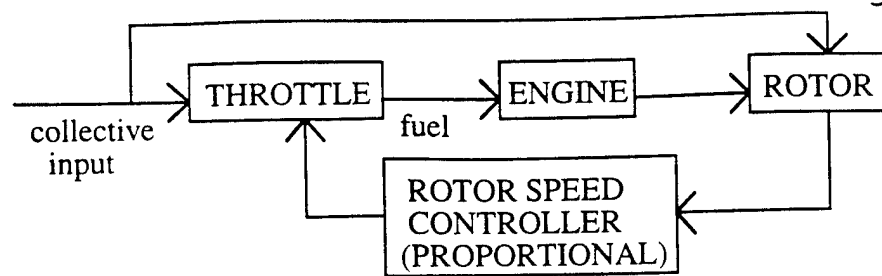 THROTTLE
ENGINE
ROTOR
collective
input
fuel
ROTOR SPEED
CONTROLLER
(PROPORTIONAL)